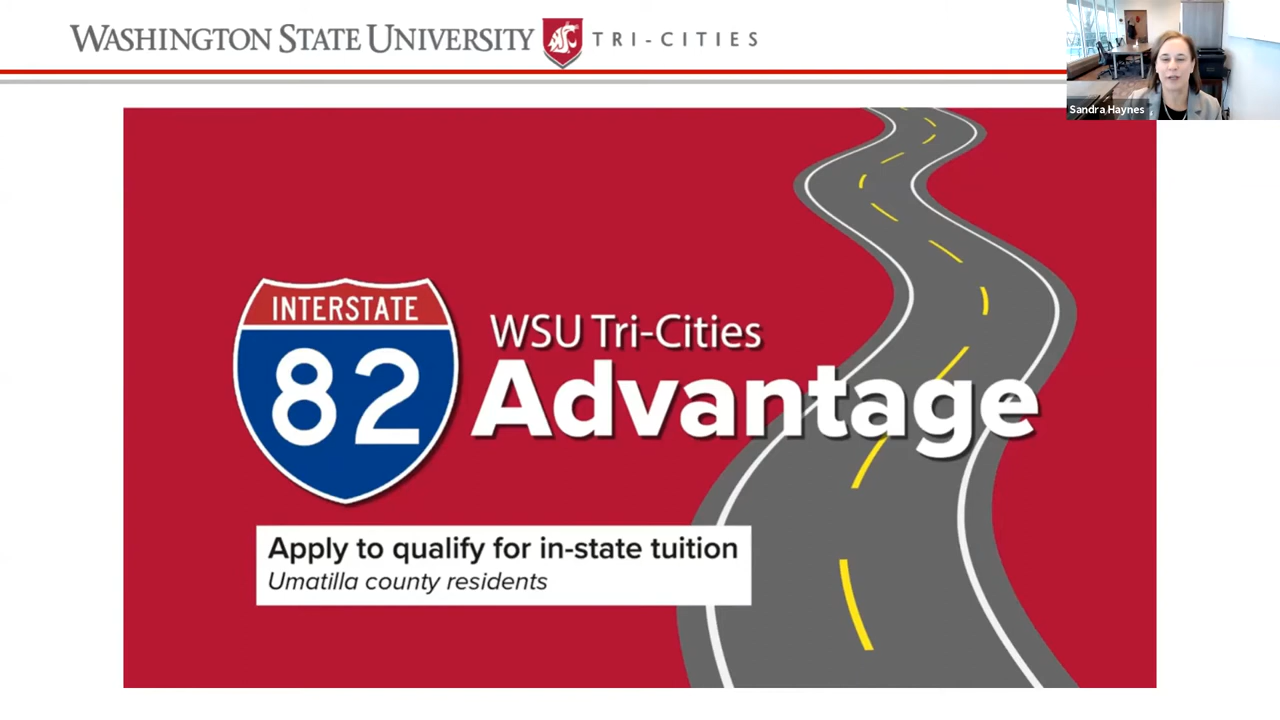 WASHINGTON STATE UNIVERSITY TRI-CITIES
Sandra Haynes
INTERSTATE
82
WSU Tri-Cities
Advantage
Apply to qualify for in-state tuition
Umatilla county residents